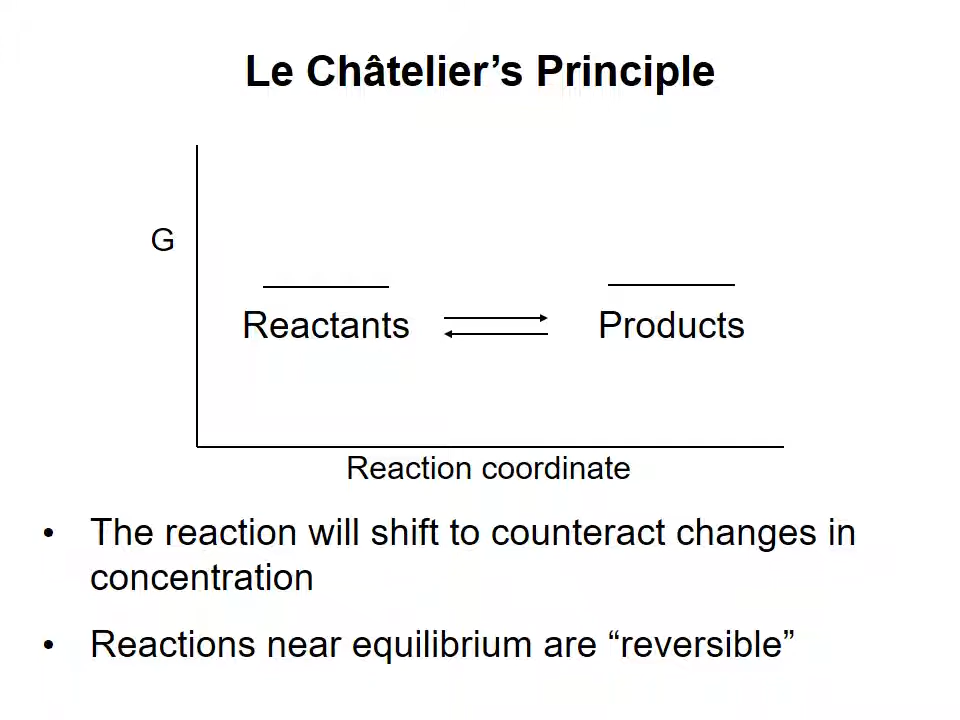 Le Châtelier’s Principle
G
Reactants
Products
Reaction coordinate
• The reaction will shift to counteract changes in
concentration
• Reactions near equilibrium are “reversible”